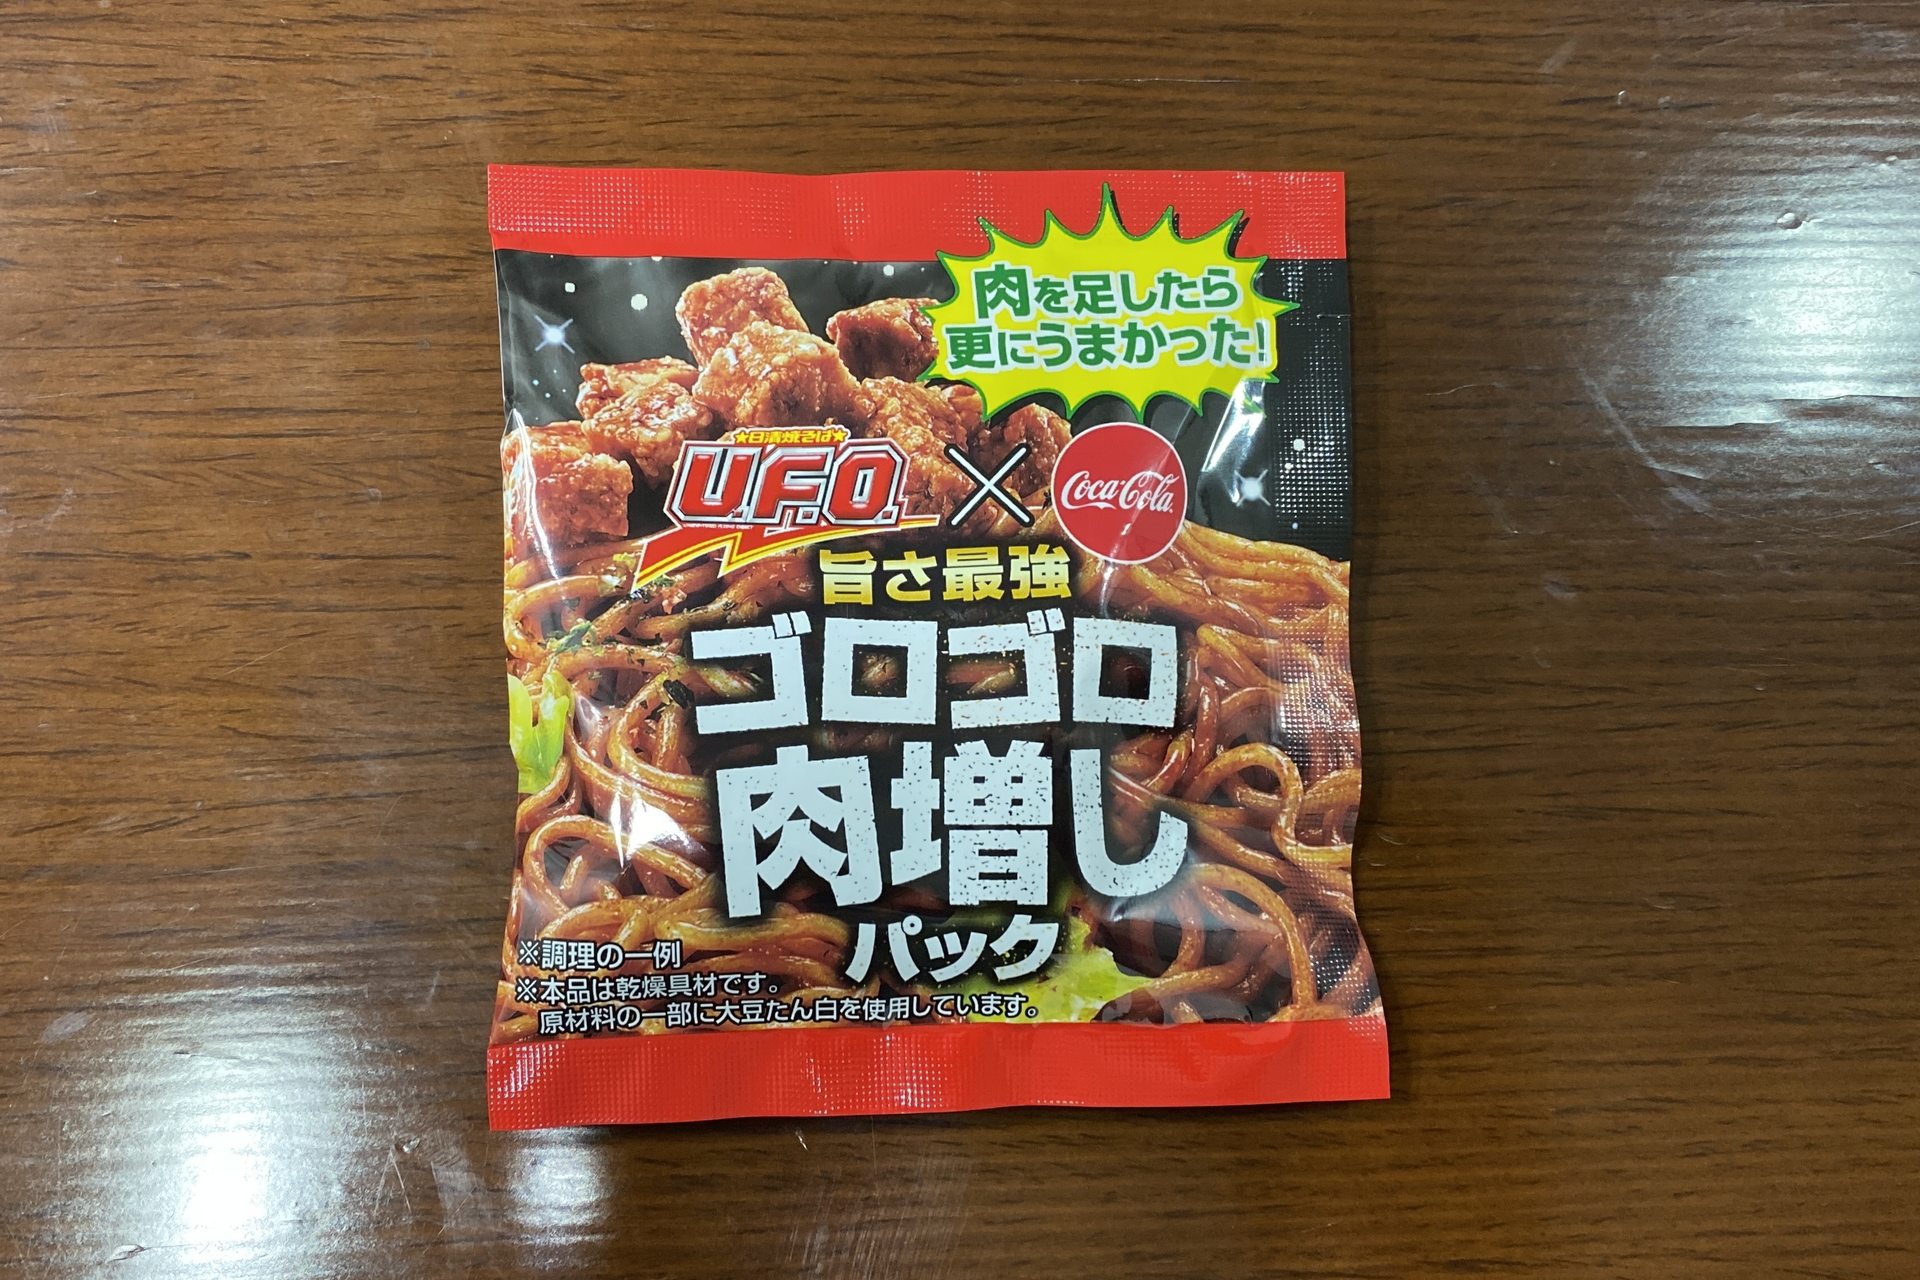 肉を足したら
更にうまかった!
★日清焼そば★
U.F.O. × Coca-Cola
旨さ最強
ゴロゴロ
肉増し
パック
※調理の一例
※本品は乾燥具材です。
原材料の一部に大豆たん白を使用しています。